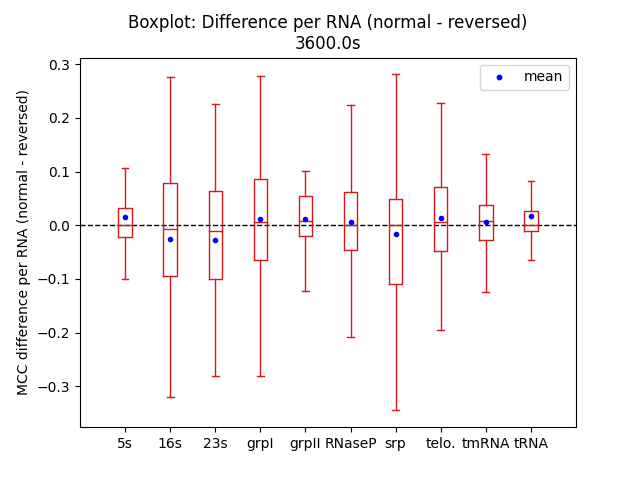 Boxplot: Difference per RNA (normal - reversed)
3600.0s
mean
MCC difference per RNA (normal - reversed)
0.3
0.2
0.1
0.0
−0.1
−0.2
−0.3
5s 16s 23s grpI grpII RNaseP srp telo. tmRNA tRNA